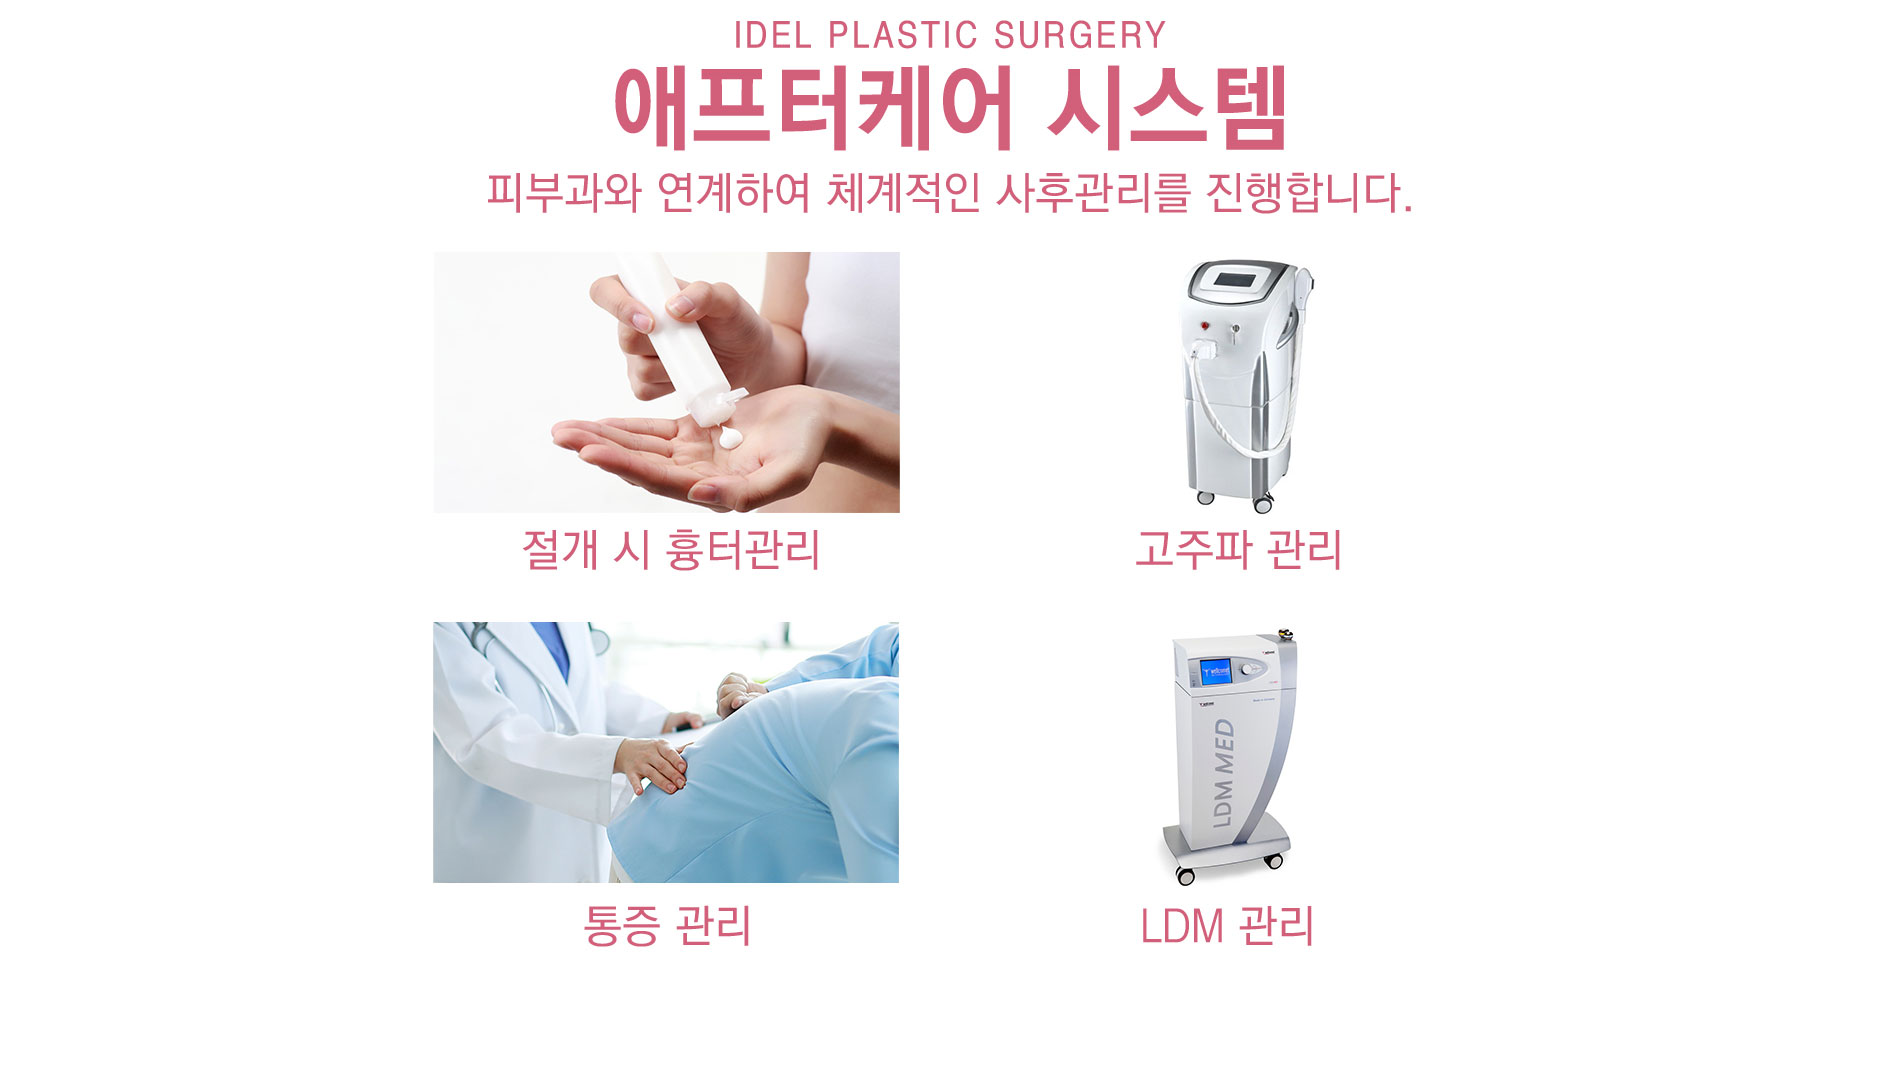 IDEL PLASTIC SURGERY
애프터케어 시스템
피부과와 연계하여 체계적인 사후관리를 진행합니다.
절개 시 흉터관리
고주파 관리
LDM MED
통증 관리
LDM 관리